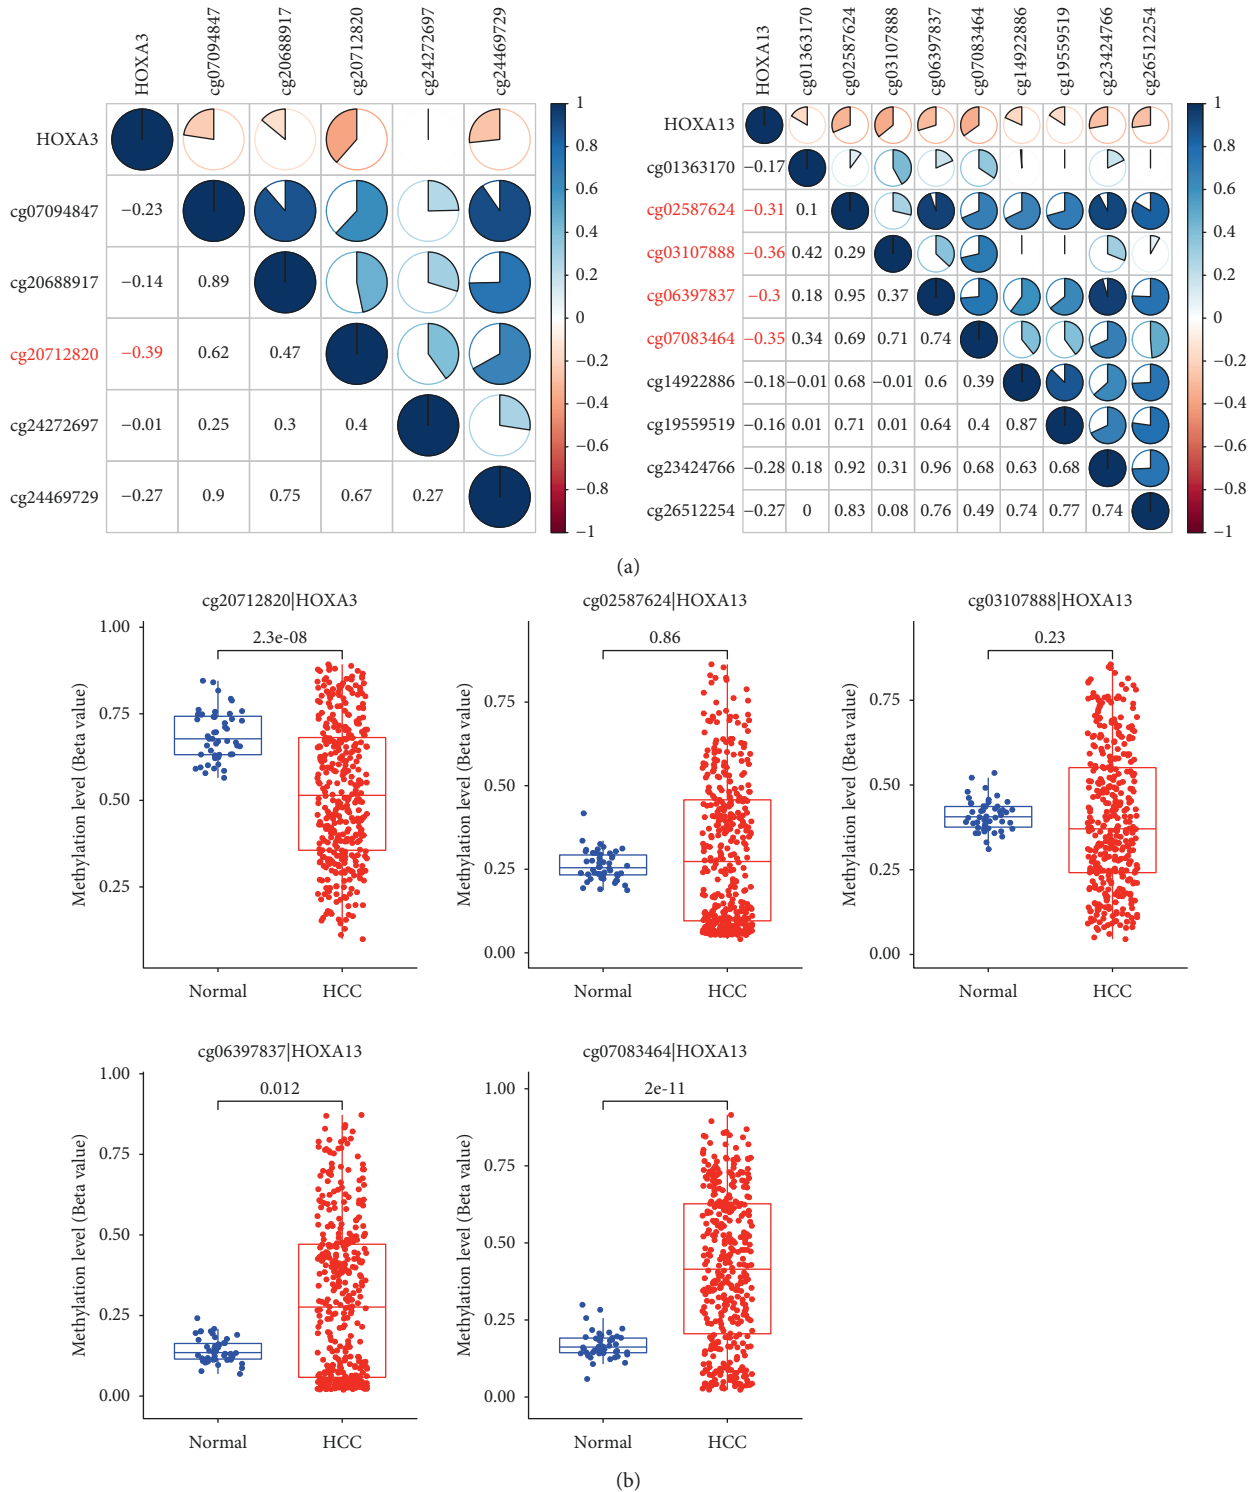 HOXA3
cg07094847
cg20688917
cg20712820
cg24272697
cg24469729
HOXA3
cg07094847 −0.23
cg20688917 −0.14 0.89
cg20712820 −0.39 0.62 0.47
cg24272697 −0.01 0.25 0.3 0.4
cg24469729 −0.27 0.9 0.75 0.67 0.27
1
0.8
0.6
0.4
0.2
0
−0.2
−0.4
−0.6
−0.8
−1
HOXA13
cg01363170
cg02587624
cg03107888
cg06397837
cg07083464
cg14922886
cg19559519
cg23424766
cg26512254
HOXA13
cg01363170 −0.17
cg02587624 −0.31 0.1
cg03107888 −0.36 0.42 0.29
cg06397837 −0.3 0.18 0.95 0.37
cg07083464 −0.35 0.34 0.69 0.71 0.74
cg14922886 −0.18 −0.01 0.68 −0.01 0.6 0.39
cg19559519 −0.16 0.01 0.71 0.01 0.64 0.4 0.87
cg23424766 −0.28 0.18 0.92 0.31 0.96 0.68 0.63 0.68
cg26512254 −0.27 0 0.83 0.08 0.76 0.49 0.74 0.77 0.74
1
0.8
0.6
0.4
0.2
0
−0.2
−0.4
−0.6
−0.8
−1
(a)
cg20712820|HOXA3
2.3e-08
Methylation level (Beta value)
1.00
0.75
0.50
0.25
Normal HCC
cg02587624|HOXA13
0.86
Methylation level (Beta value)
0.75
0.50
0.25
0.00
Normal HCC
cg03107888|HOXA13
0.23
Methylation level (Beta value)
0.75
0.50
0.25
0.00
Normal HCC
cg06397837|HOXA13
0.012
Methylation level (Beta value)
1.00
0.75
0.50
0.25
0.00
Normal HCC
cg07083464|HOXA13
2e-11
Methylation level (Beta value)
1.00
0.75
0.50
0.25
0.00
Normal HCC
(b)